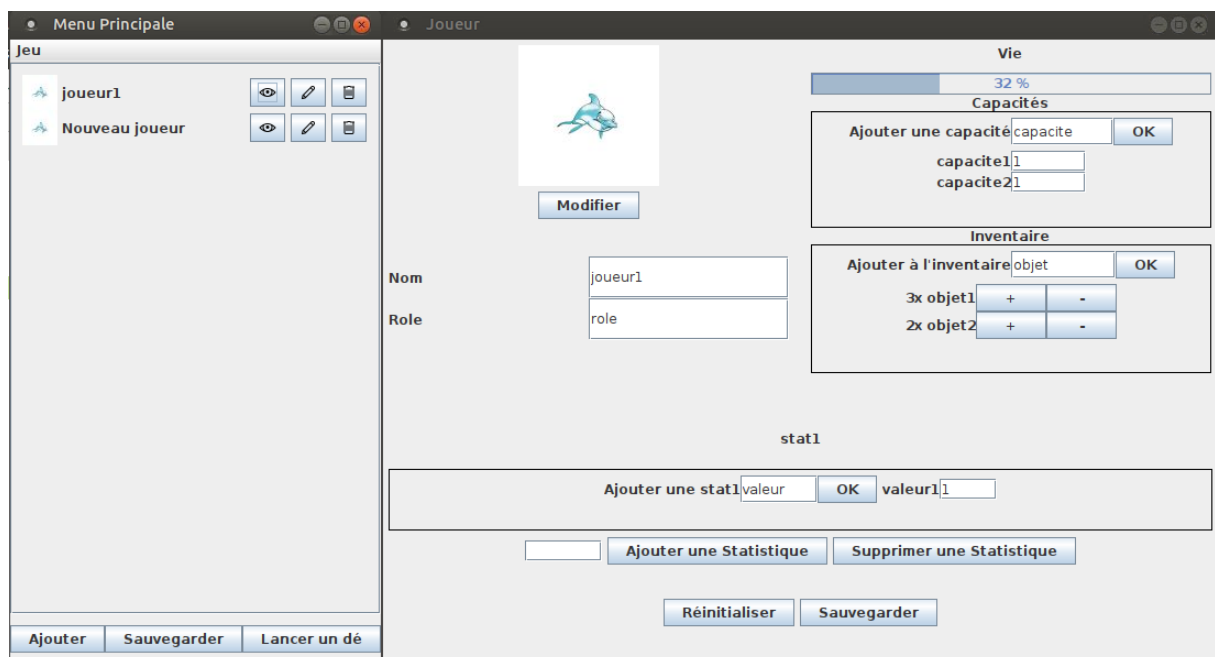 Menu Principale
Jeu
joueur1
Nouveau joueur
Ajouter
Sauvegarder
Lancer un dé
Joueur
Modifier
Nom
joueur1
Role
role
Vie
32 %
Capacités
Ajouter une capacité capacite OK
capacite1 1
capacite2 1
Inventaire
Ajouter à l'inventaire objet OK
3x objet1 + -
2x objet2 + -
stat1
Ajouter une stat1 valeur OK valeur1 1
Ajouter une Statistique
Supprimer une Statistique
Réinitialiser
Sauvegarder